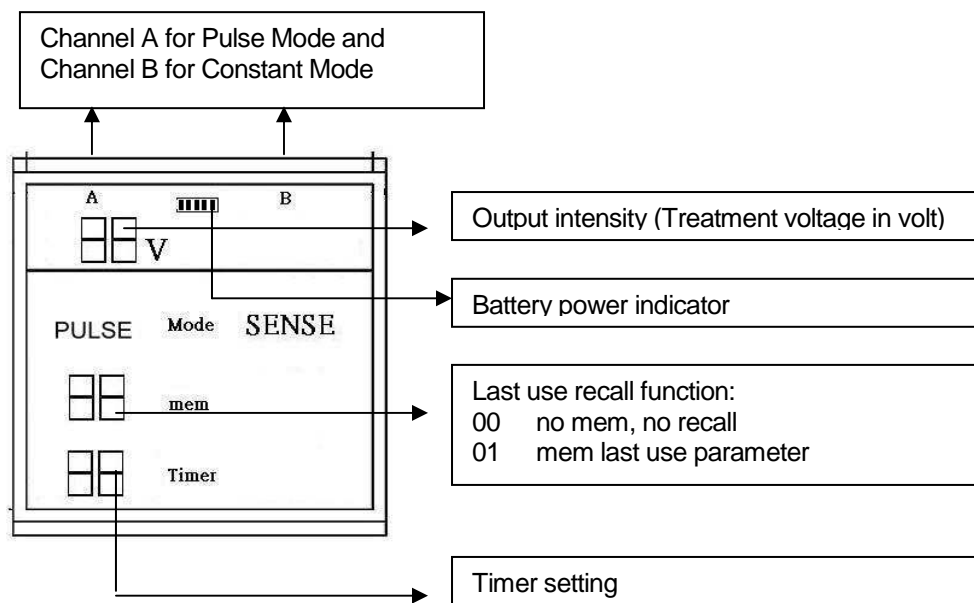 Channel A for Pulse Mode and
Channel B for Constant Mode
A B
V
Output intensity (Treatment voltage in volt)
Battery power indicator
PULSE Mode SENSE
mem
Last use recall function:
00 no mem, no recall
01 mem last use parameter
Timer
Timer setting